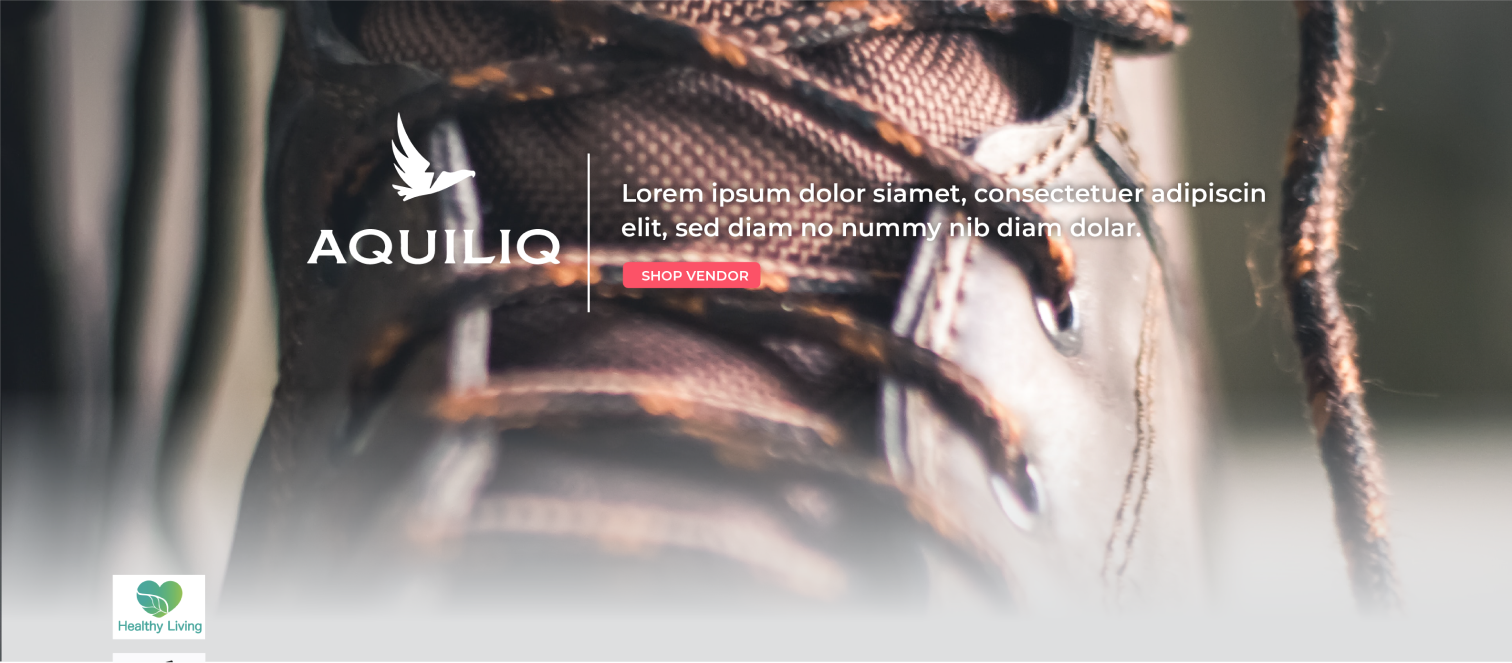 AQUILIQ
Lorem ipsum dolor siamet, consectetuer adipiscin
elit, sed diam no nummy nib diam dolar.
SHOP VENDOR
Healthy Living